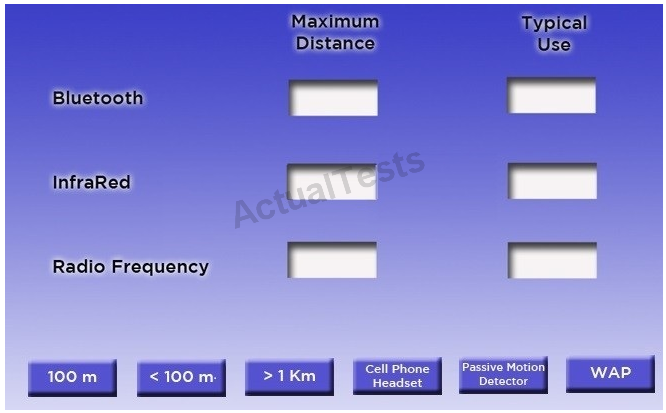 Maximum
Distance
Typical
Use
Bluetooth
InfraRed
Radio Frequency
ActualTests
100 m
< 100 m.
> 1 Km
Cell Phone
Headset
Passive Motion
Detector
WAP